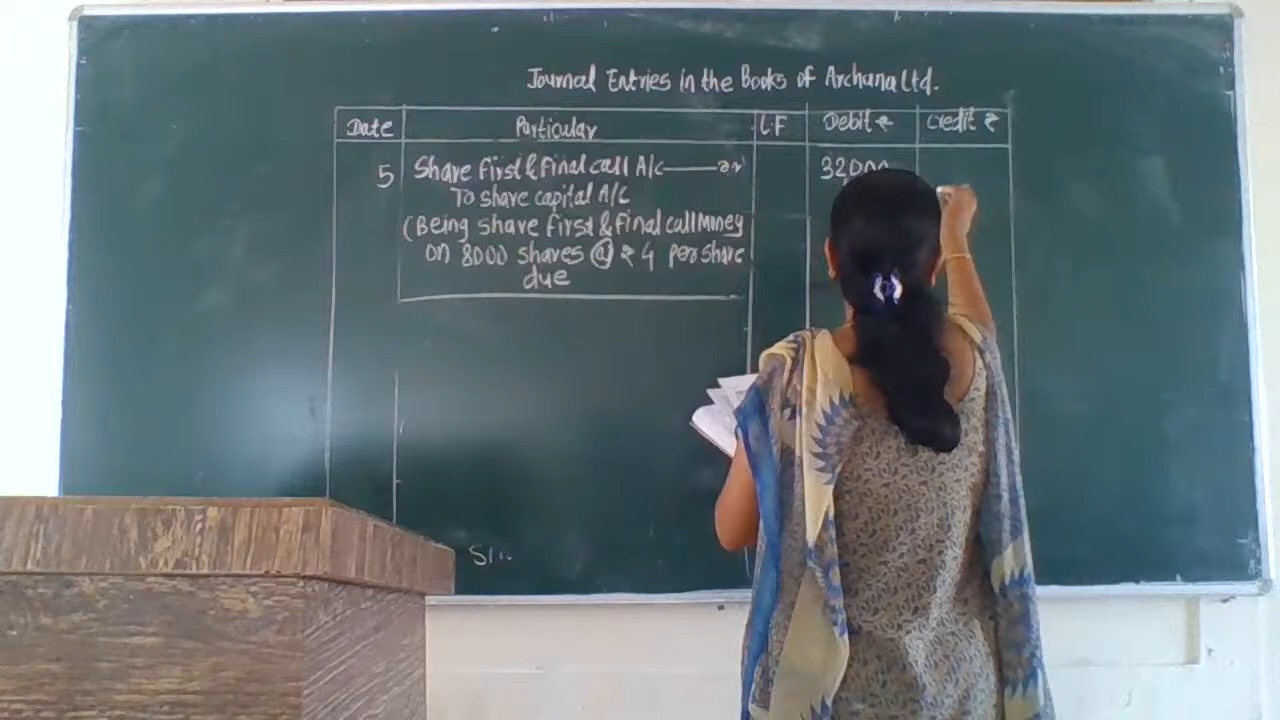 Journal Entries in the Books of Archana Ltd.
Date Particular L.F Debit ₹ Credit ₹
5 Share first & final call A/c —— Dr 32000
To share capital A/C
(Being share first & final call Money
on 8000 shares @ ₹ 4 per share
due